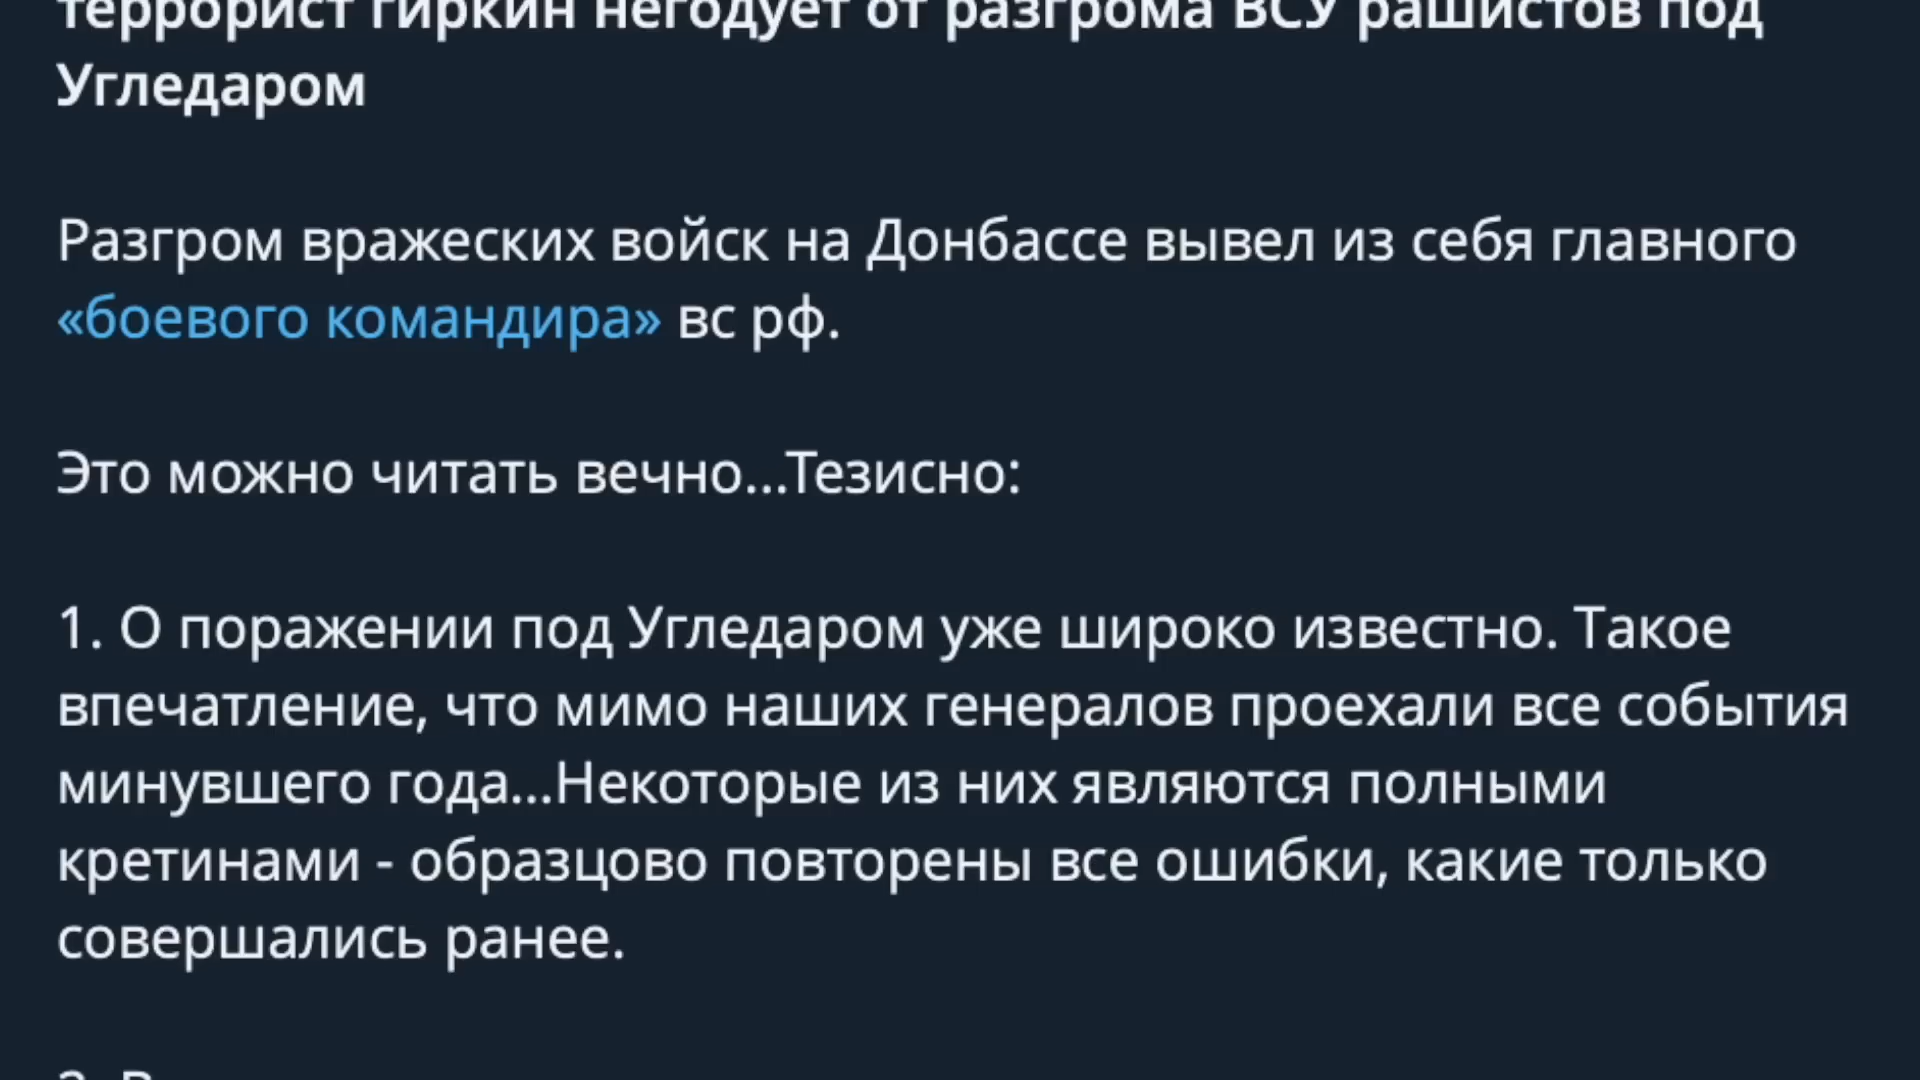 террорист гиркин негодует от разгрома ВСУ рашистов под
Угледаром
Разгром вражеских войск на Донбассе вывел из себя главного
«боевого командира» вс рф.
Это можно читать вечно...Тезисно:
1. О поражении под Угледаром уже широко известно. Такое
впечатление, что мимо наших генералов проехали все события
минувшего года...Некоторые из них являются полными
кретинами - образцово повторены все ошибки, какие только
совершались ранее.